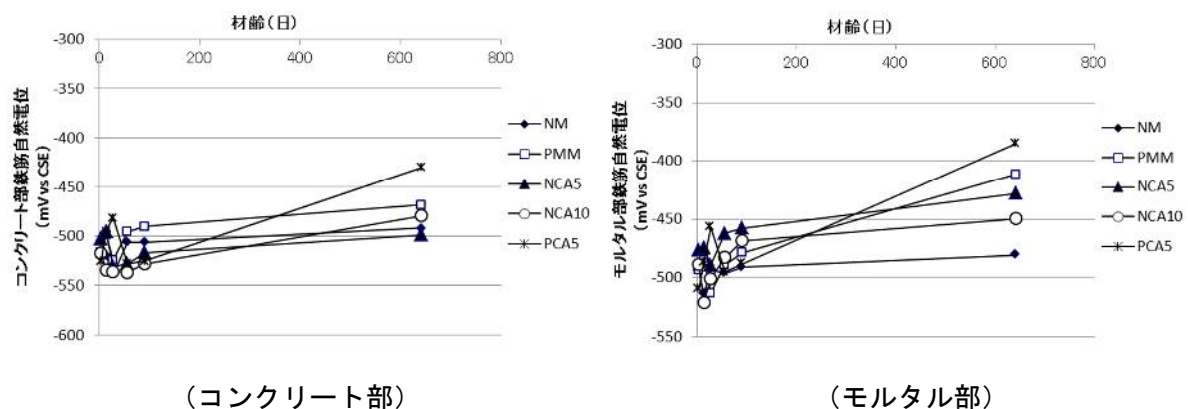 材齢(日)
-300
0
200
400
600
800
-350
-400
-450
-500
-550
-600
コンクリート部鉄筋自然電位
(mV vs CSE)
NM
PMM
NCA5
NCA10
PCA5
(コンクリート部)
材齢(日)
-300
0
200
400
600
800
-350
-400
-450
-500
-550
モルタル部鉄筋自然電位
(mV vs CSE)
NM
PMM
NCA5
NCA10
PCA5
(モルタル部)